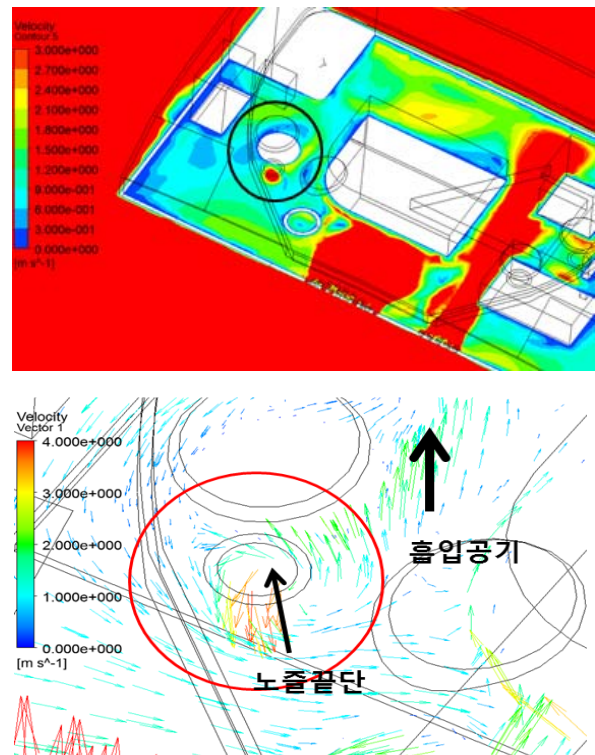 Velocity
Contour 5
3.000e+000
2.700e+000
2.400e+000
2.100e+000
1.800e+000
1.500e+000
1.200e+000
9.000e-001
6.000e-001
3.000e-001
0.000e+000
[m s^-1]
Velocity
Vector 1
4.000e+000
3.000e+000
2.000e+000
1.000e+000
0.000e+000
[m s^-1]
흡입공기
노즐끝단